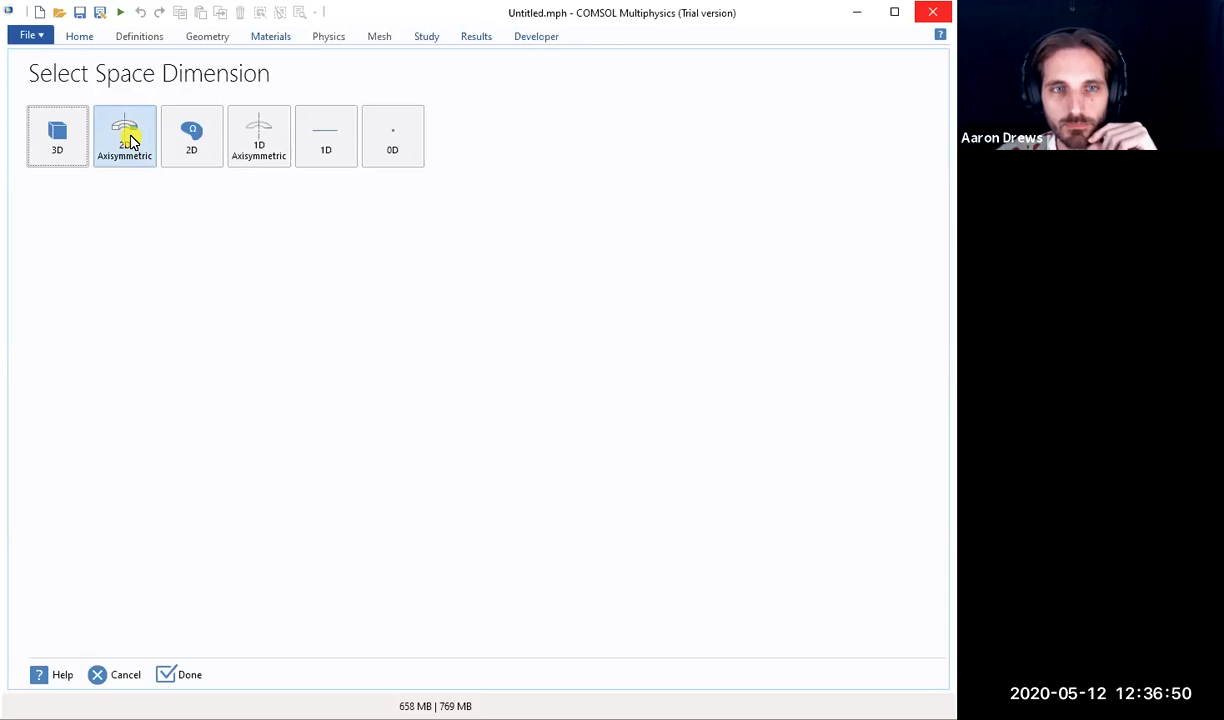 Untitled.mph - COMSOL Multiphysics (Trial version)
File
Home
Definitions
Geometry
Materials
Physics
Mesh
Study
Results
Developer
?
Select Space Dimension
3D
Axisymmetric
Ω
2D
1D
Axisymmetric
1D
0D
Aaron Drews
? Help
Cancel
Done
658 MB | 769 MB
2020-05-12 12:36:50